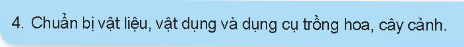 4. Chuẩn bị vật liệu, vật dụng và dụng cụ trồng hoa, cây cảnh.